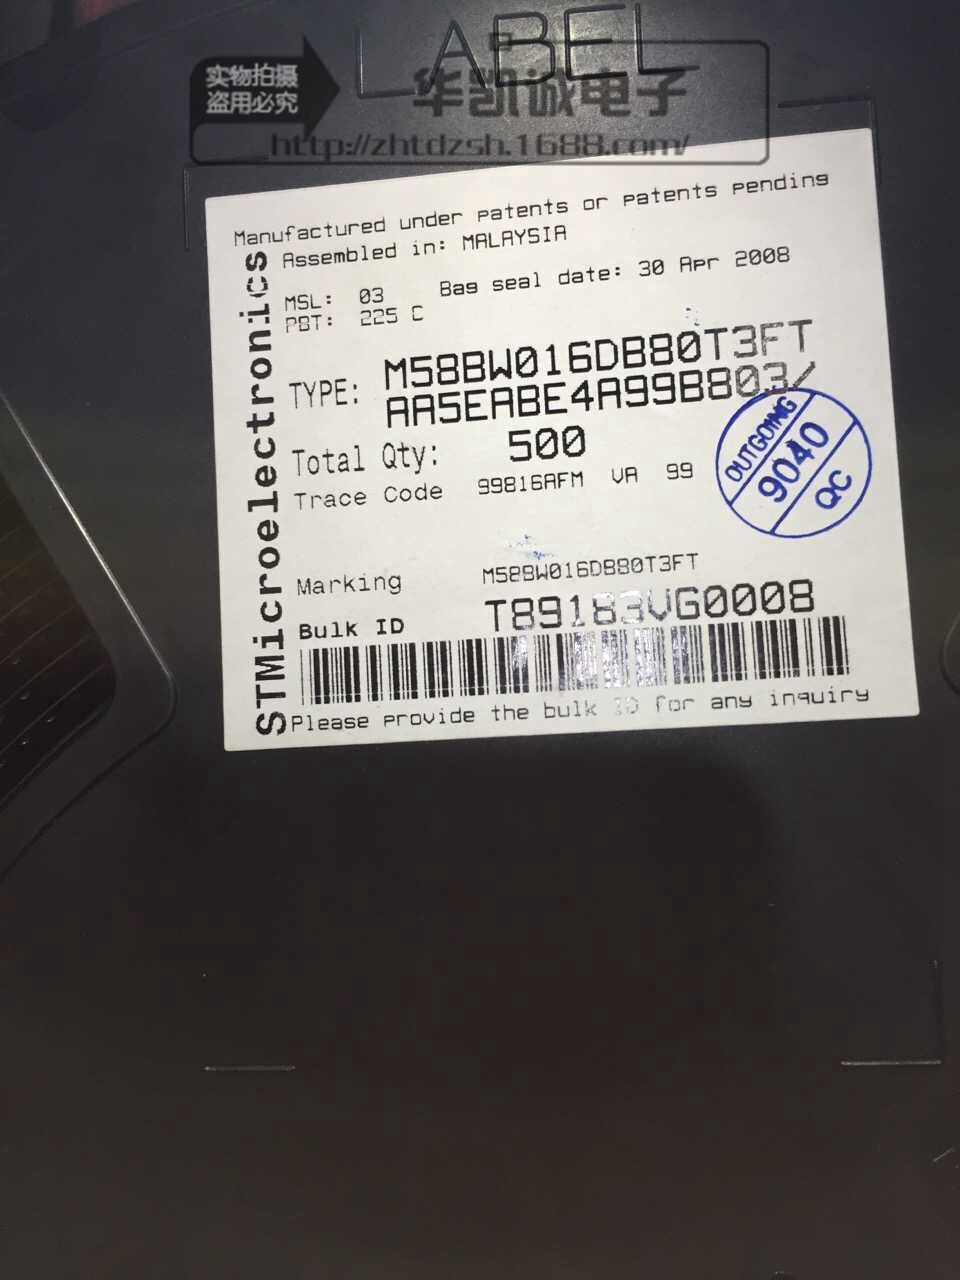 LABEL
实物拍摄
盗用必究
华凯诚电子
http://zhtdzsh.1688.com/
Manufactured under patents or patents pending
Assembled in: MALAYSIA
MSL: 03 Bag seal date: 30 Apr 2008
PBT: 225 C
TYPE: M58BW016DB80T3FT
AA5EABE4A99B803/
Total Qty: 500
Trace Code 99816AFM VA 99
OUTGOING
9040
QC
Marking M58BW016DB80T3FT
Bulk ID T89183VG0008
Please provide the bulk ID for any inquiry
STMicroelectronics